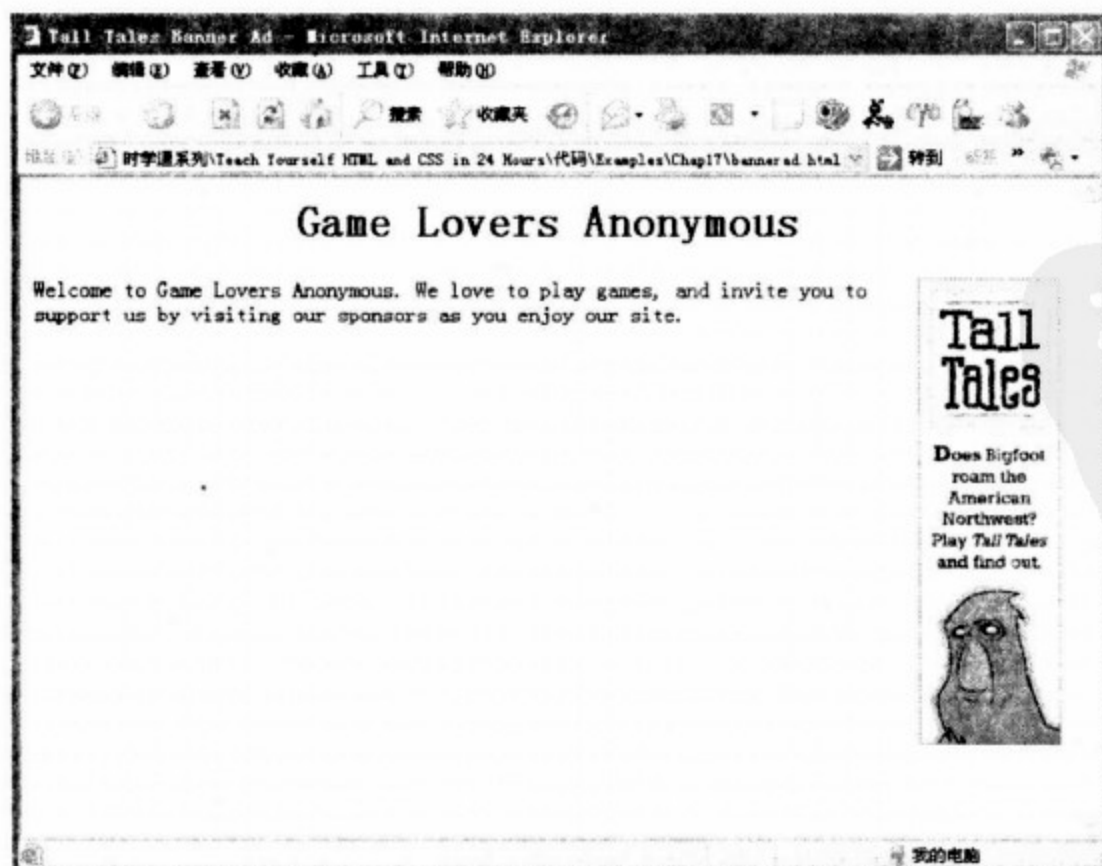 Tall Tales Banner Ad - Microsoft Internet Explorer
文件(F) 编辑(E) 查看(V) 收藏(A) 工具(T) 帮助(H)
搜索 收藏夹
时学通系列\Teach Yourself HTML and CSS in 24 Hours\代码\Examples\Chap17\bannerad.html 转到 »
Game Lovers Anonymous
Welcome to Game Lovers Anonymous. We love to play games, and invite you to
support us by visiting our sponsors as you enjoy our site.
Tall
Tales
Does Bigfoot
roam the
American
Northwest?
Play Tall Tales
and find out.
我的电脑